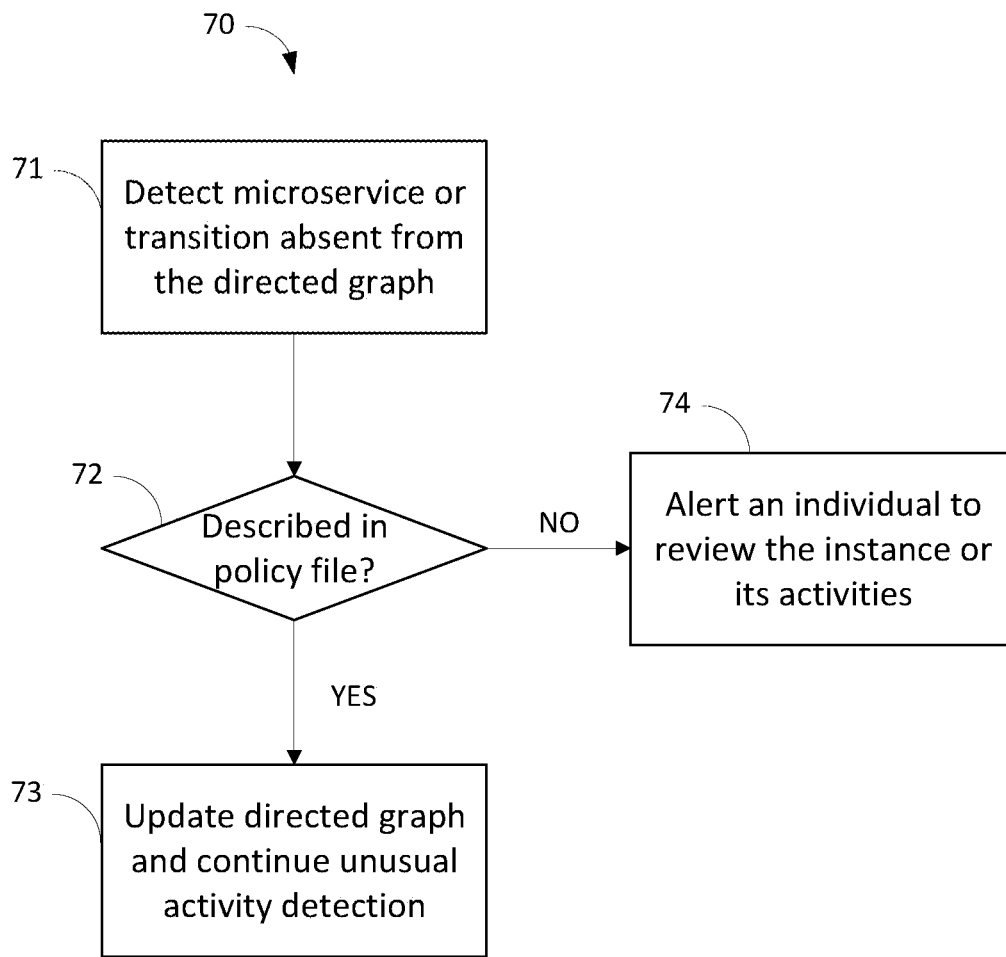 70
71
Detect microservice or
transition absent from
the directed graph
72
Described in
policy file?
NO
74
Alert an individual to
review the instance or
its activities
YES
73
Update directed graph
and continue unusual
activity detection